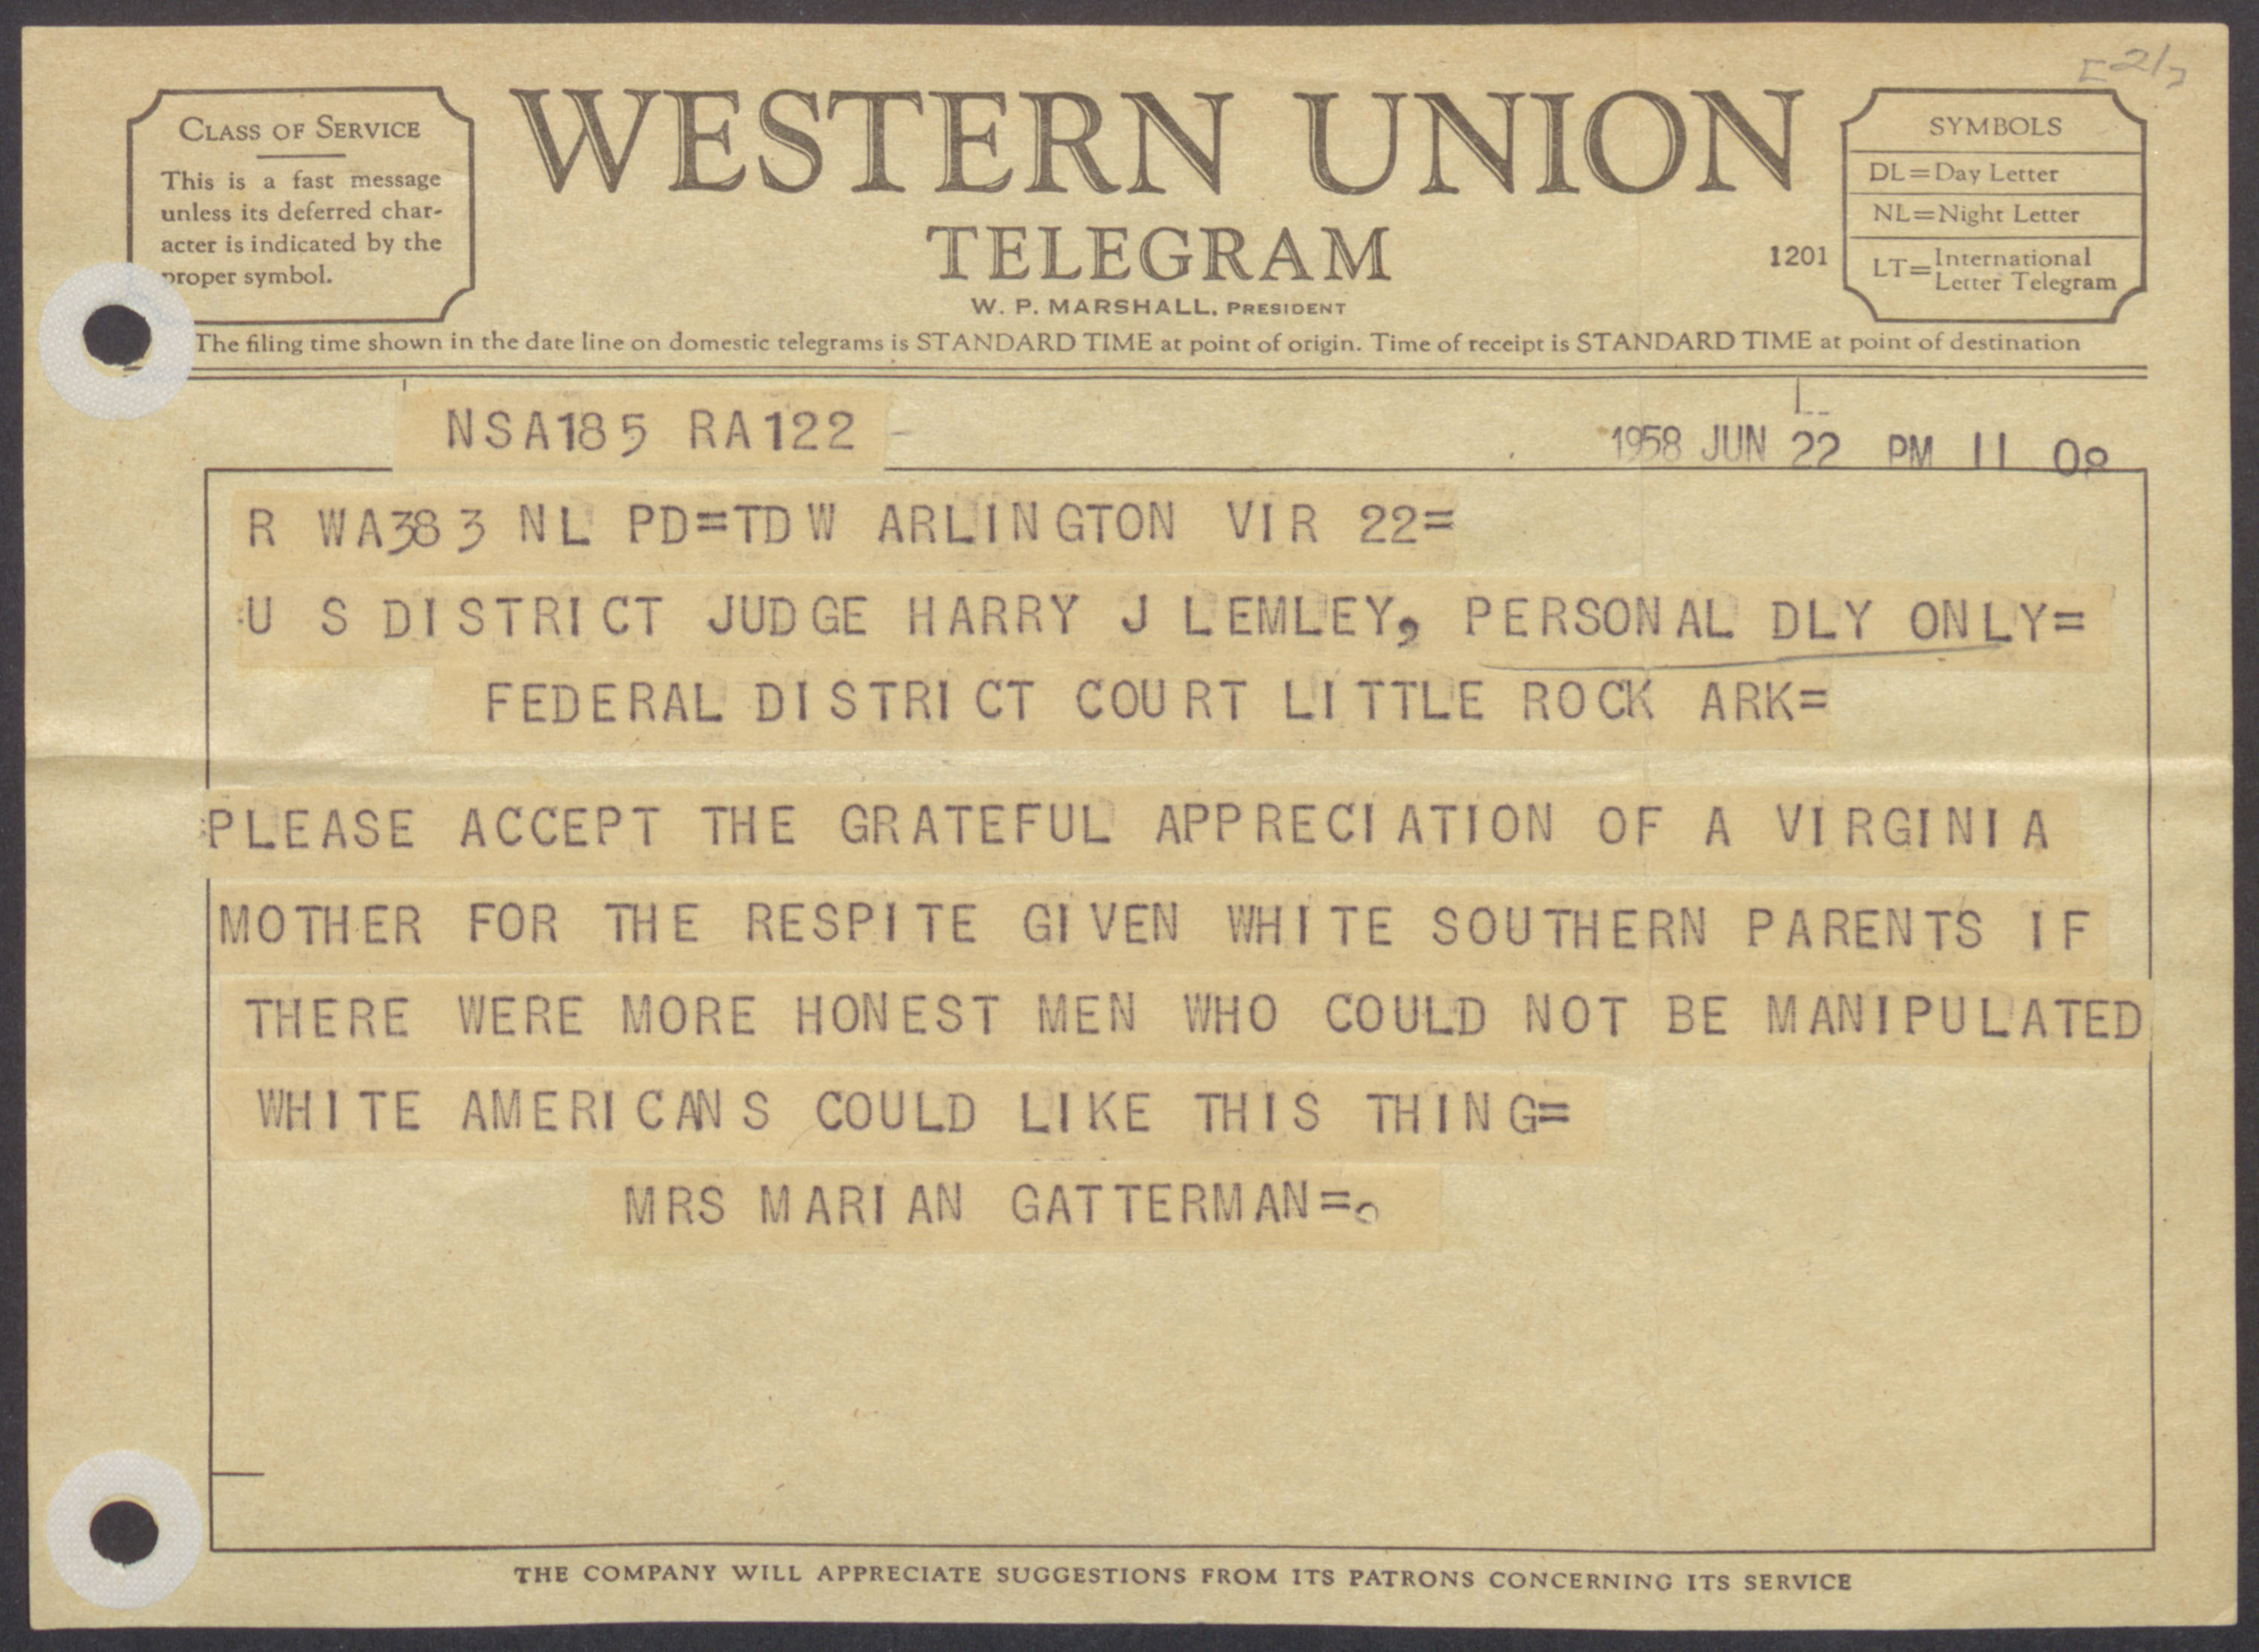 CLASS OF SERVICE
This is a fast message
unless its deferred char-
acter is indicated by the
proper symbol.
WESTERN UNION
TELEGRAM
W. P. MARSHALL, PRESIDENT
1201
SYMBOLS
DL=Day Letter
NL=Night Letter
LT=International
Letter Telegram
The filing time shown in the date line on domestic telegrams is STANDARD TIME at point of origin. Time of receipt is STANDARD TIME at point of destination
NSA185 RA122
1958 JUN 22 PM 11 08
R WA383 NL PD=TDW ARLINGTON VIR 22=
:U S DISTRICT JUDGE HARRY J LEMLEY, PERSONAL DLY ONLY=
FEDERAL DISTRICT COURT LITTLE ROCK ARK=
:PLEASE ACCEPT THE GRATEFUL APPRECIATION OF A VIRGINIA
MOTHER FOR THE RESPITE GIVEN WHITE SOUTHERN PARENTS IF
THERE WERE MORE HONEST MEN WHO COULD NOT BE MANIPULATED
WHITE AMERICANS COULD LIKE THIS THING=
MRS MARIAN GATTERMAN=.
THE COMPANY WILL APPRECIATE SUGGESTIONS FROM ITS PATRONS CONCERNING ITS SERVICE